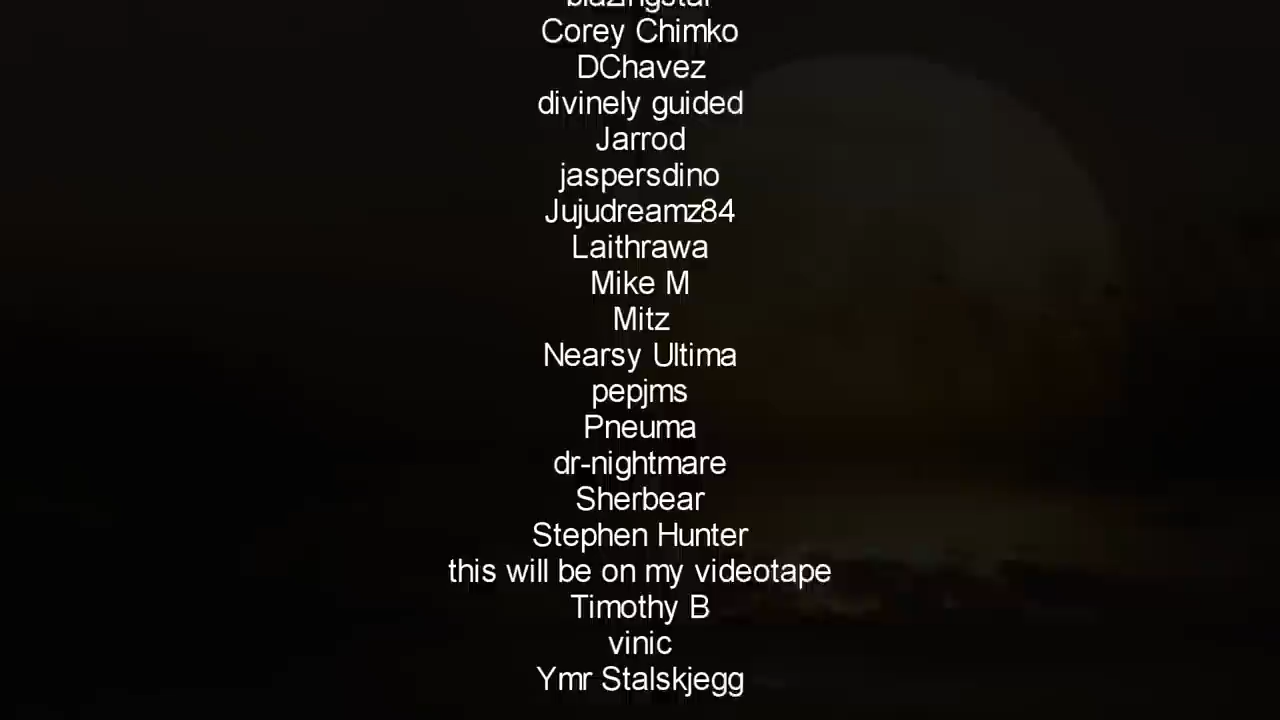 blazingstar
Corey Chimko
DChavez
divinely guided
Jarrod
jaspersdino
Jujudreamz84
Laithrawa
Mike M
Mitz
Nearsy Ultima
pepjms
Pneuma
dr-nightmare
Sherbear
Stephen Hunter
this will be on my videotape
Timothy B
vinic
Ymr Stalskjegg